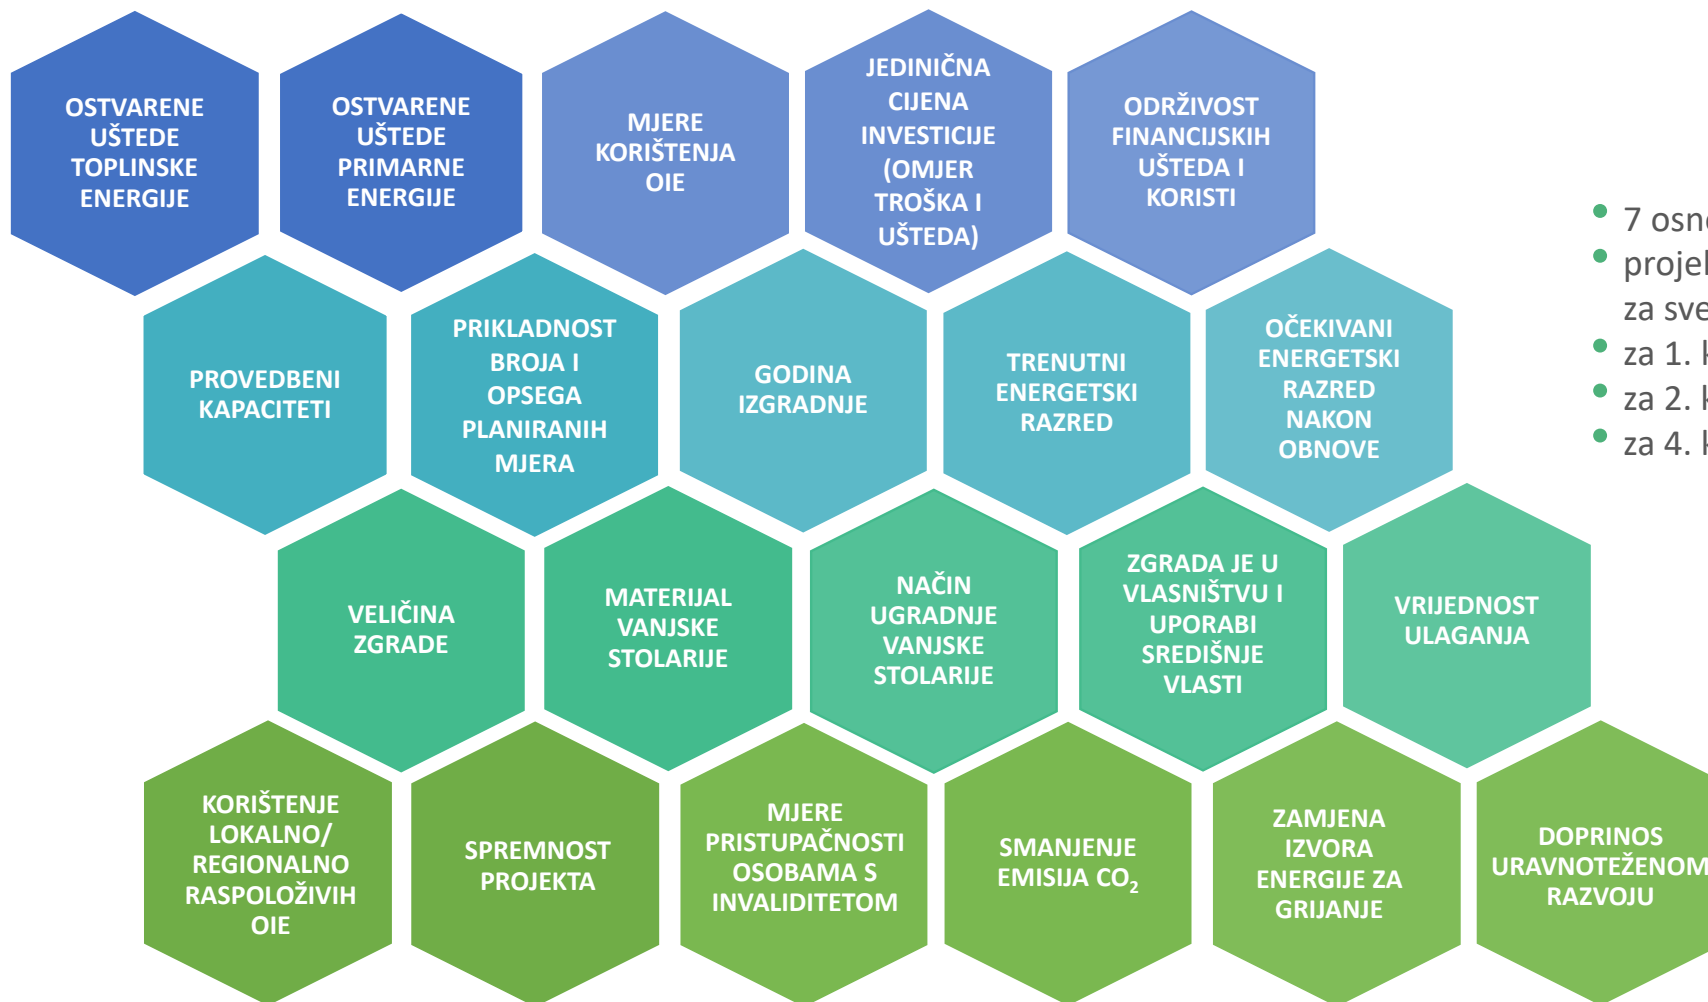 OSTVARENE
UŠTEDE
TOPLINSKE
ENERGIJE
OSTVARENE
UŠTEDE
PRIMARNE
ENERGIJE
MJERE
KORIŠTENJA
OIE
JEDINIČNA
CIJENA
INVESTICIJE
(OMJER
TROŠKA I
UŠTEDA)
ODRŽIVOST
FINANCIJSKIH
UŠTEDA I
KORISTI
PROVEDBENI
KAPACITETI
PRIKLADNOST
BROJA I
OPSEGA
PLANIRANIH
MJERA
GODINA
IZGRADNJE
TRENUTNI
ENERGETSKI
RAZRED
OČEKIVANI
ENERGETSKI
RAZRED
NAKON
OBNOVE
VELIČINA
ZGRADE
MATERIJAL
VANJSKE
STOLARIJE
NAČIN
UGRADNJE
VANJSKE
STOLARIJE
ZGRADA JE U
VLASNIŠTVU I
UPORABI
SREDIŠNJE
VLASTI
VRIJEDNOST
ULAGANJA
KORIŠTENJE
LOKALNO/
REGIONALNO
RASPOLOŽIVIH
OIE
SPREMNOST
PROJEKTA
MJERE
PRISTUPAČNOSTI
OSOBAMA S
INVALIDITETOM
SMANJENJE
EMISIJA CO₂
ZAMJENA
IZVORA
ENERGIJE ZA
GRIJANJE
DOPRINOS
URAVNOTEŽENOM
RAZVOJU
• 7
•
za
• za 1.
• za 2.
• za 4.